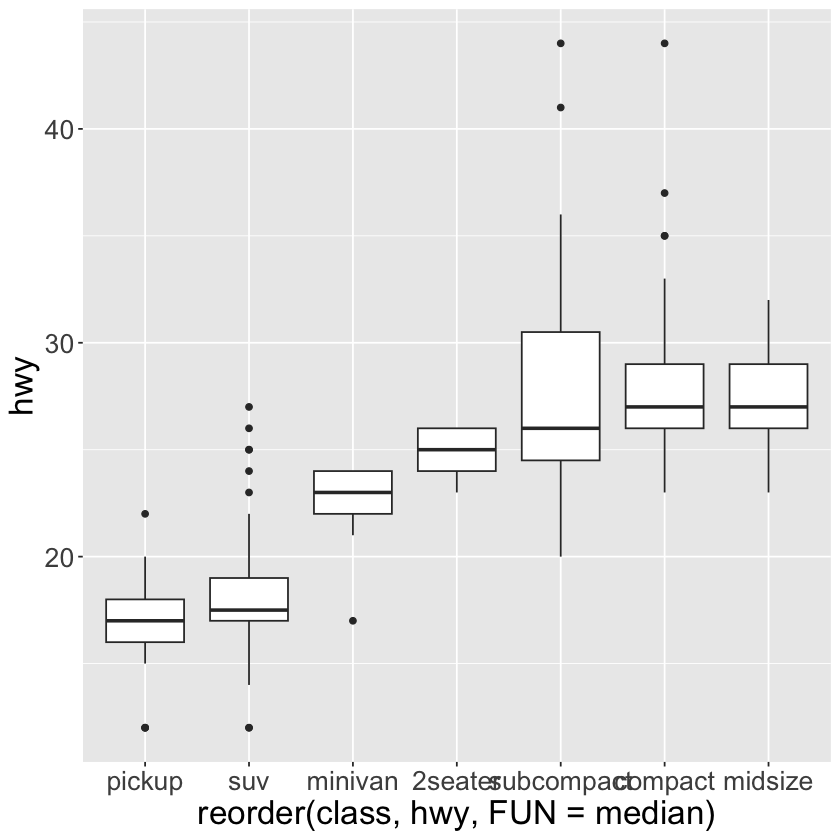 hwy
40
30
20
pickup suv minivan 2seater subcompact compact midsize
reorder(class, hwy, FUN = median)